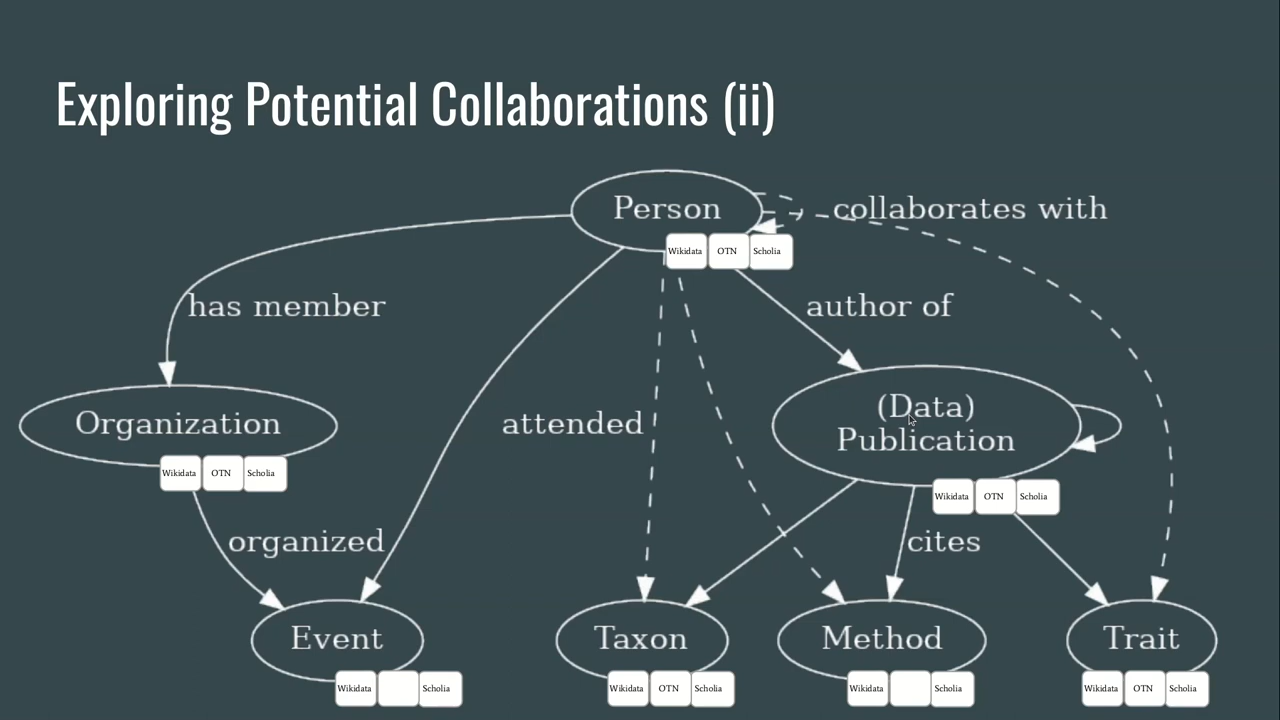 Exploring Potential Collaborations (ii)
Person
collaborates with
Wikidata OTN Scholia
has member
author of
(Data)
Publication
Organization
attended
Wikidata OTN Scholia
Wikidata OTN Scholia
organized
cites
Event
Taxon
Method
Trait
Wikidata Scholia
Wikidata OTN Scholia
Wikidata Scholia
Wikidata OTN Scholia